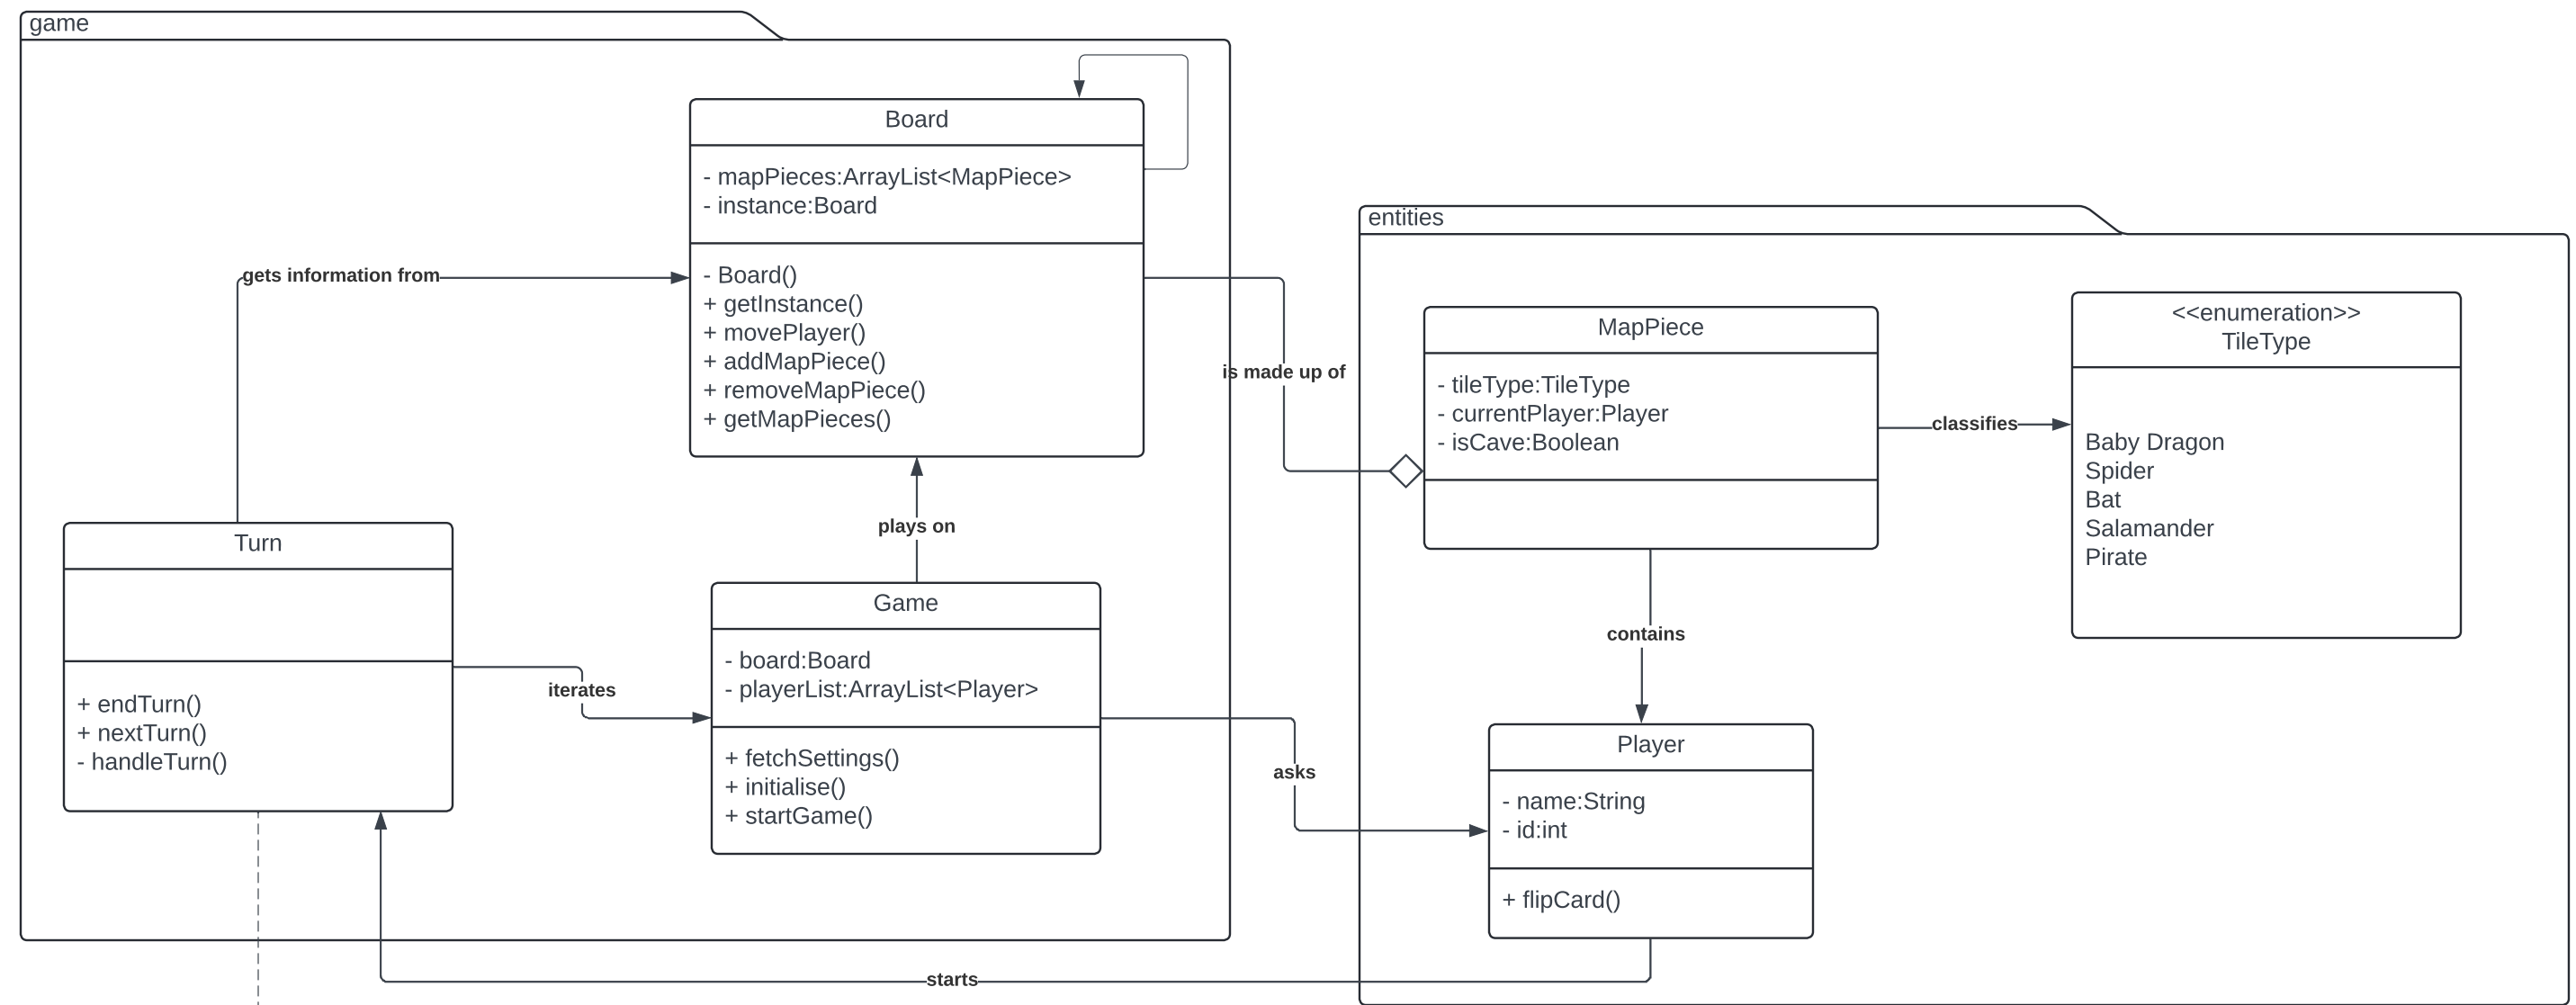 game
Board
- mapPieces:ArrayList<MapPiece>
- instance:Board
- Board()
+ getInstance()
+ movePlayer()
+ addMapPiece()
+ removeMapPiece()
+ getMapPieces()
gets information from
plays on
Turn
+ endTurn()
+ nextTurn()
- handleTurn()
iterates
Game
- board:Board
- playerList:ArrayList<Player>
+ fetchSettings()
+ initialise()
+ startGame()
is made up of
asks
starts
entities
MapPiece
- tileType:TileType
- currentPlayer:Player
- isCave:Boolean
classifies
<<enumeration>>
TileType
Baby Dragon
Spider
Bat
Salamander
Pirate
contains
Player
- name:String
- id:int
+ flipCard()